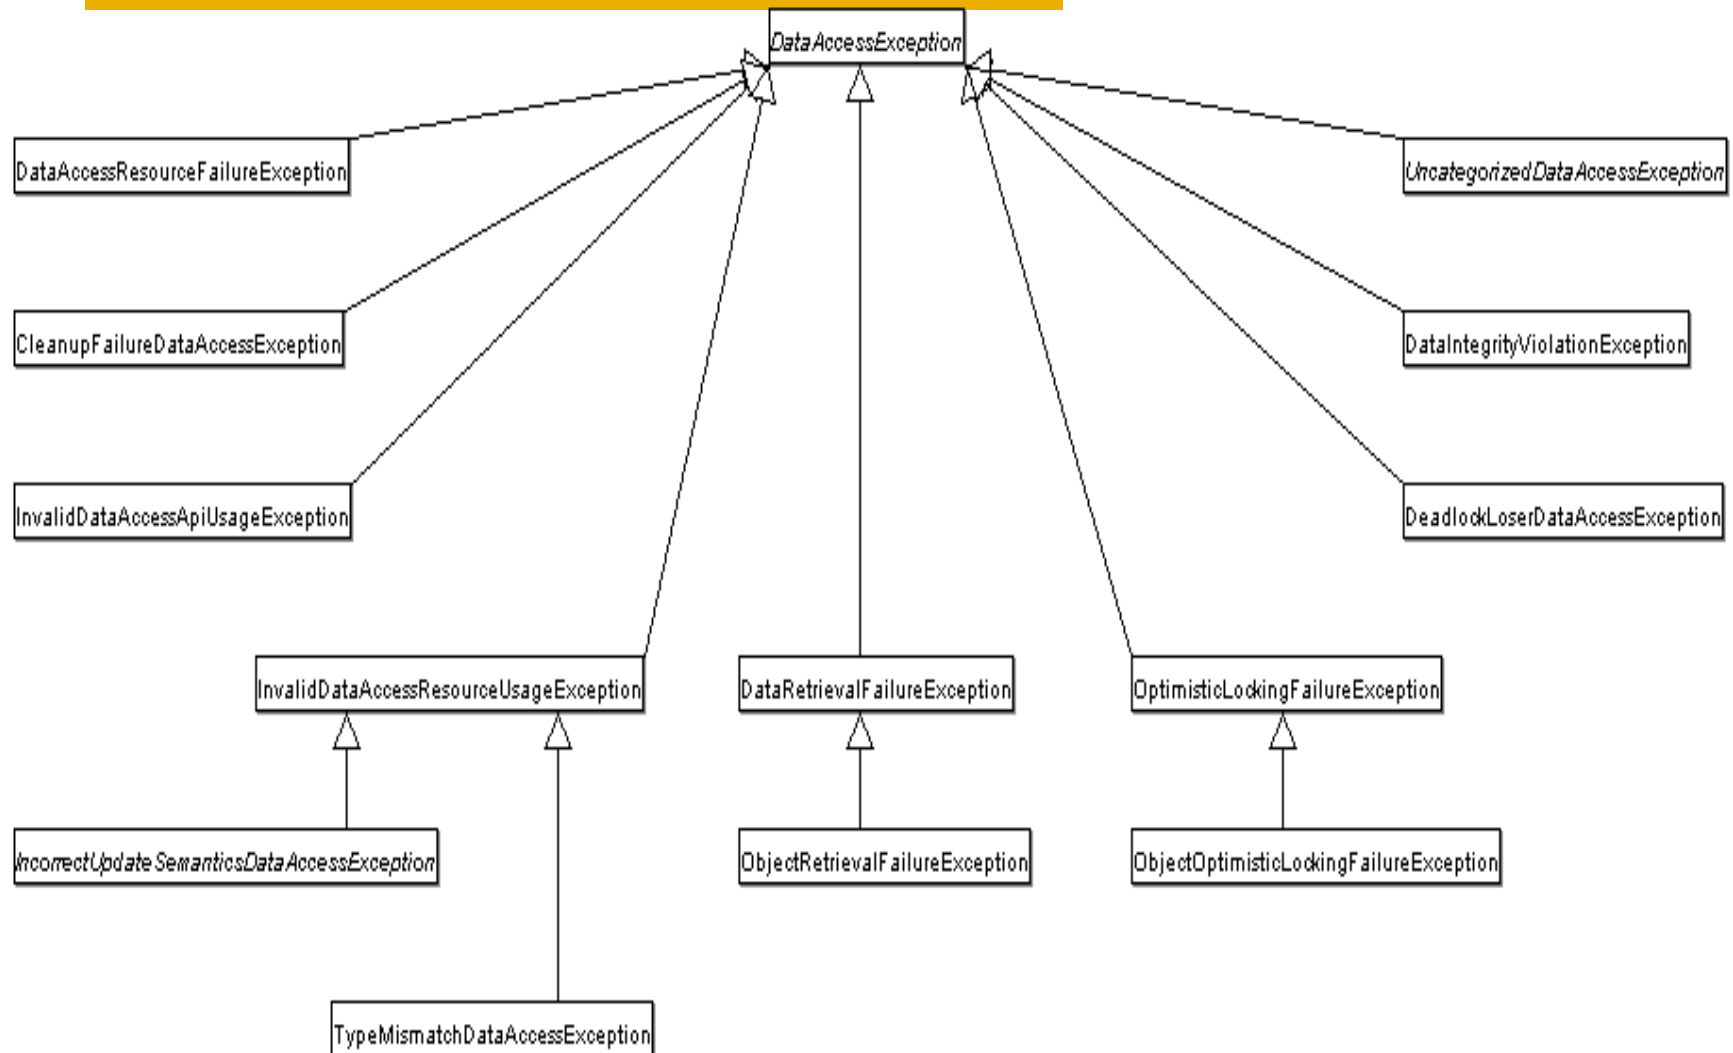 DataAccessException
DataAccessResourceFailureException
UncategorizedDataAccessException
CleanupFailureDataAccessException
DataIntegrityViolationException
InvalidDataAccessApiUsageException
DeadlockLoserDataAccessException
InvalidDataAccessResourceUsageException
DataRetrievalFailureException
OptimisticLockingFailureException
IncorrectUpdateSemanticsDataAccessException
ObjectRetrievalFailureException
ObjectOptimisticLockingFailureException
TypeMismatchDataAccessException